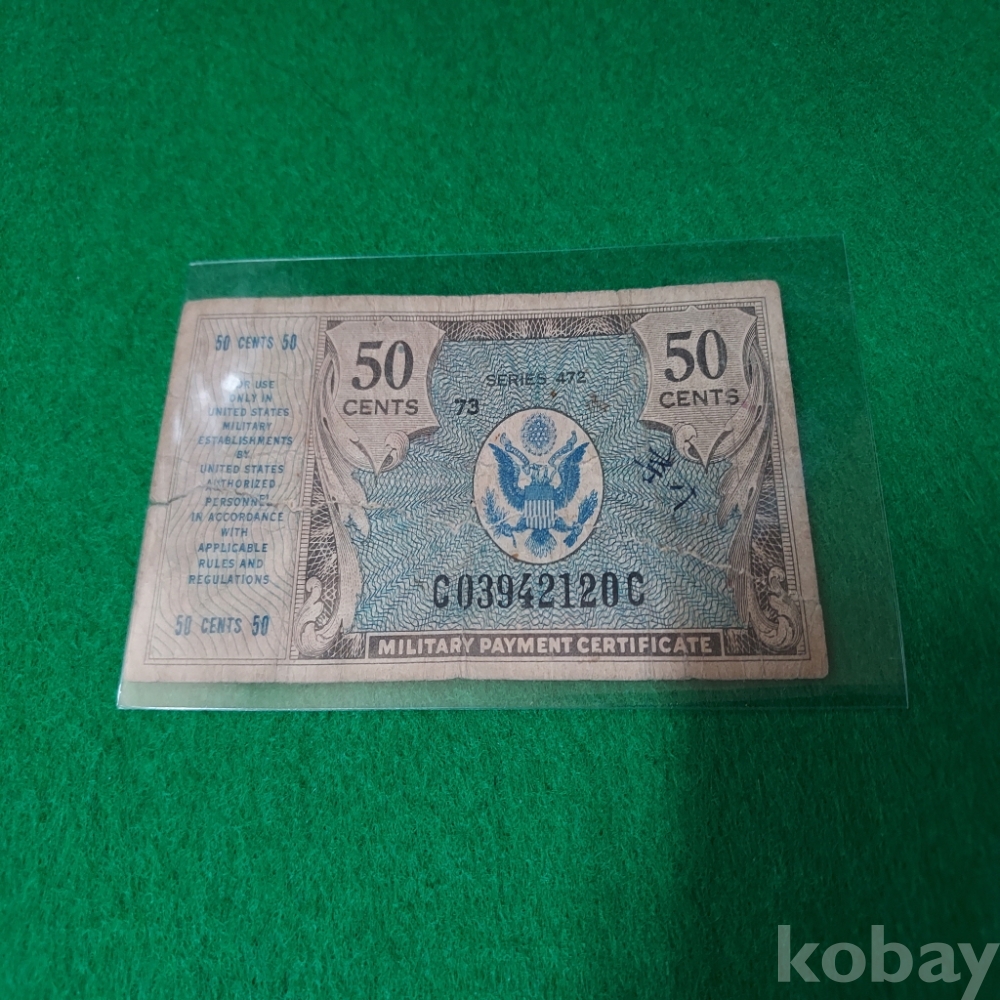 50 CENTS 50
FOR USE
ONLY IN
UNITED STATES
MILITARY
ESTABLISHMENTS
BY
UNITED STATES
AUTHORIZED
PERSONNEL
IN ACCORDANCE
WITH
APPLICABLE
RULES AND
REGULATIONS
50 CENTS 50
50
CENTS
SERIES 472
73
50
CENTS
C03942120C
MILITARY PAYMENT CERTIFICATE
kobay